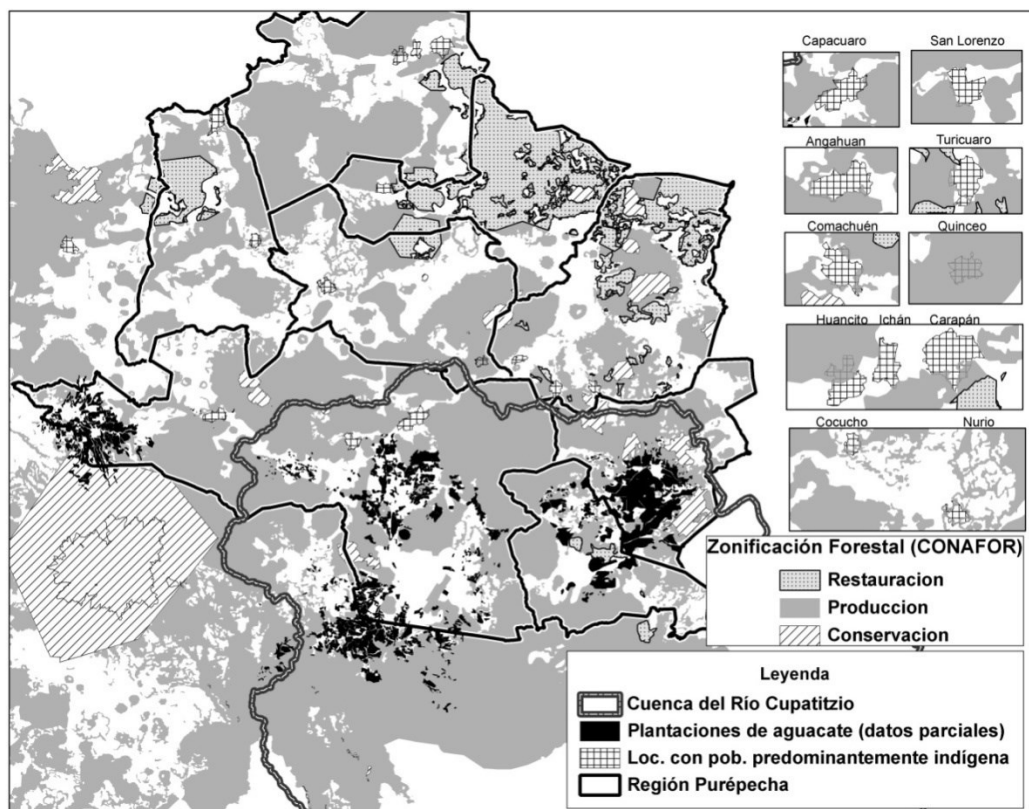 Capacuaro
San Lorenzo
Angahuan
Turicuaro
Comachuén
Quinceo
Huancito
Ichán
Carapán
Cocucho
Nurio
Zonificación Forestal (CONAFOR)
Restauracion
Produccion
Conservacion
Leyenda
Cuenca del Río Cupatitzio
Plantaciones de aguacate (datos parciales)
Loc. con pob. predominantemente indígena
Región Purépecha